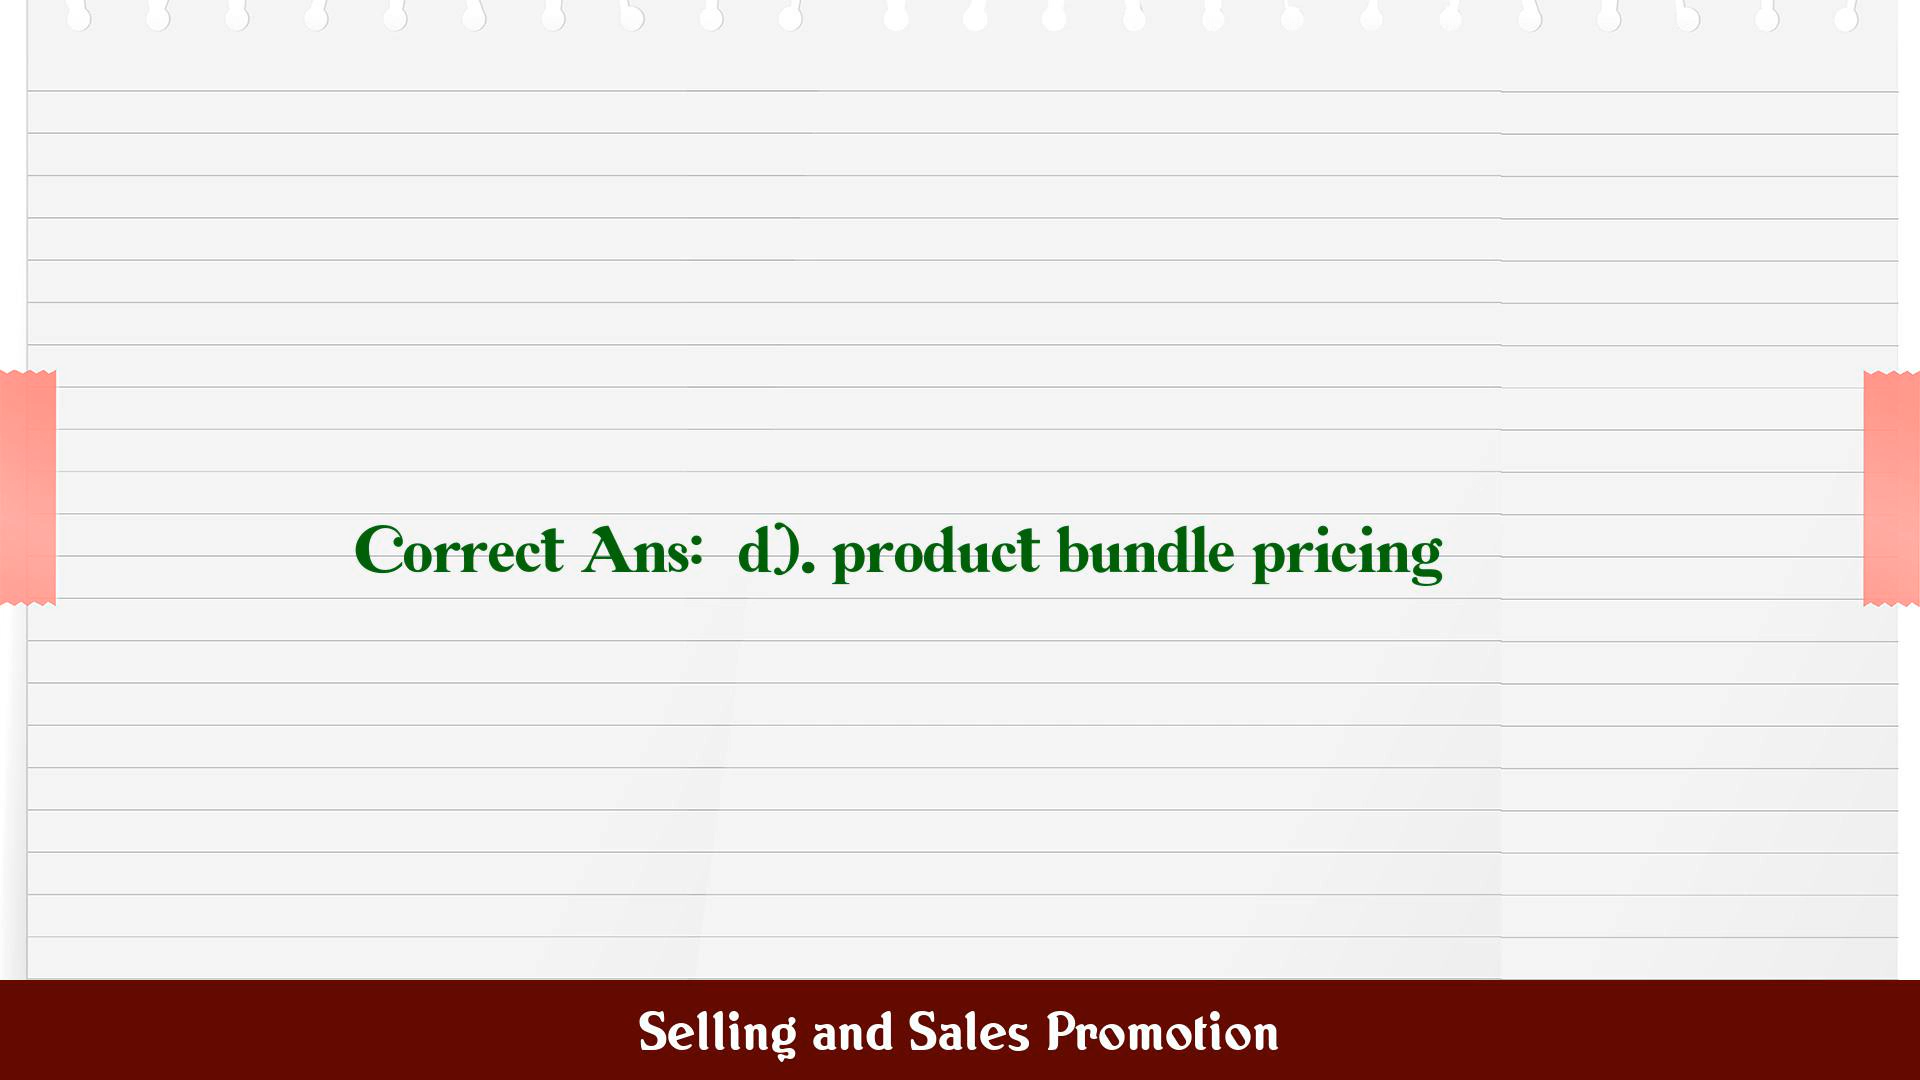 Correct Ans:  d). product bundle pricing
Selling and Sales Promotion